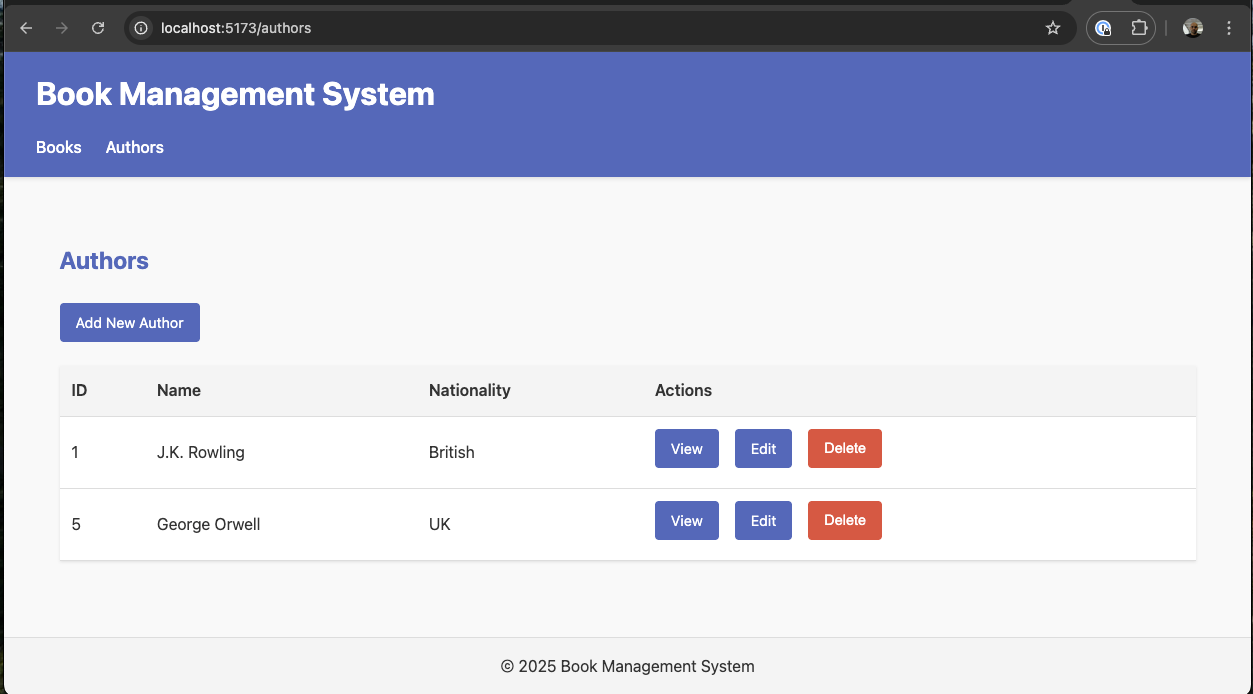 localhost:5173/authors
Book Management System
Books Authors
Authors
Add New Author
ID Name Nationality Actions
1 J.K. Rowling British View Edit Delete
5 George Orwell UK View Edit Delete
© 2025 Book Management System